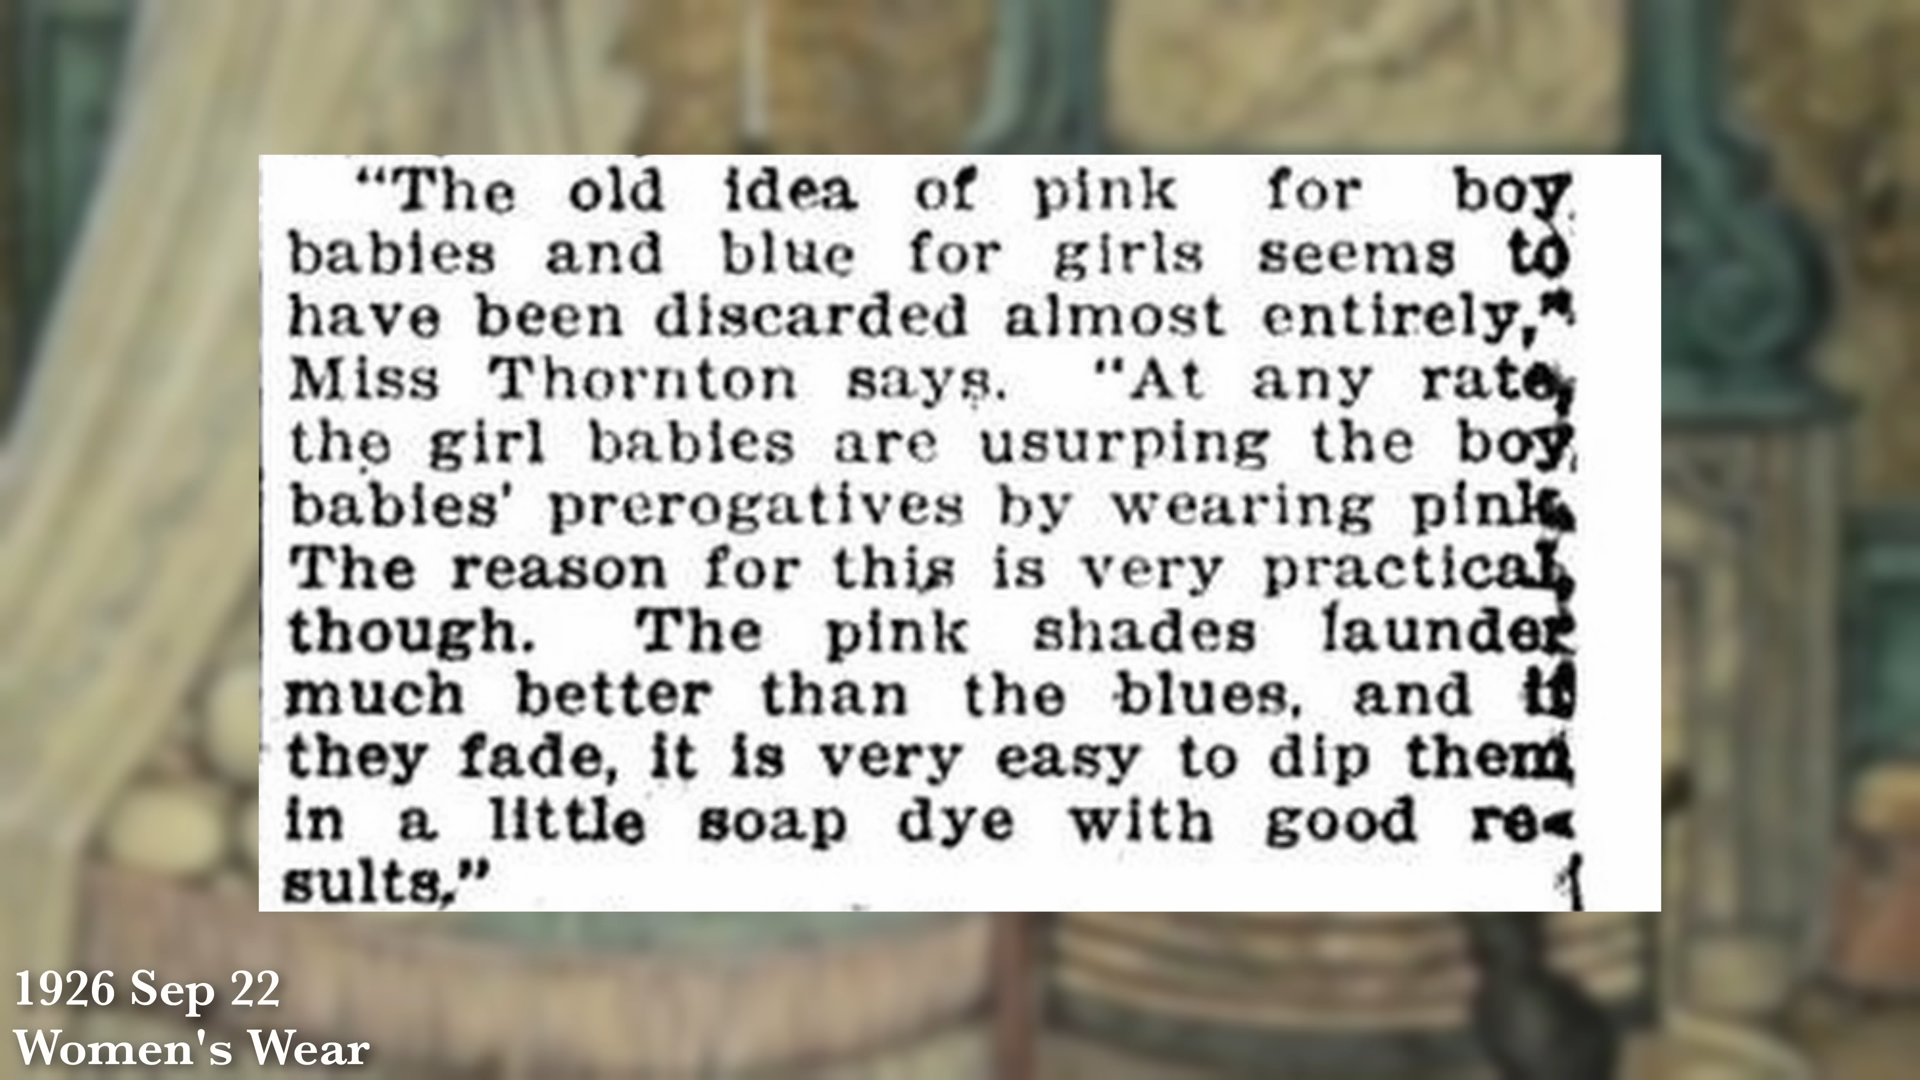 “The old idea of pink for boy
babies and blue for girls seems to
have been discarded almost entirely,”
Miss Thornton says. “At any rate,
the girl babies are usurping the boy
babies' prerogatives by wearing pink.
The reason for this is very practical,
though. The pink shades launder
much better than the blues, and if
they fade, it is very easy to dip them
in a little soap dye with good re-
sults.”
1926 Sep 22
Women's Wear